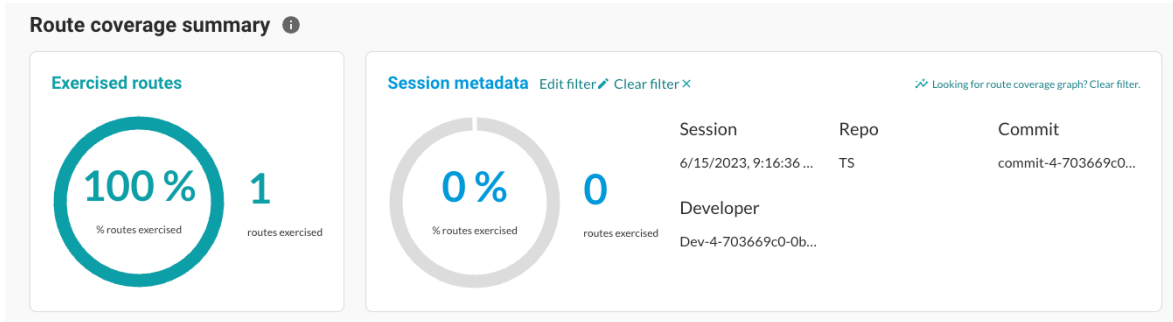 Route coverage summary
Exercised routes
100 %
% routes exercised
1
routes exercised
Session metadata Edit filter Clear filter ×
Looking for route coverage graph? Clear filter.
0 %
% routes exercised
0
routes exercised
Session Repo Commit
6/15/2023, 9:16:36 ... TS commit-4-703669c0...
Developer
Dev-4-703669c0-0b...